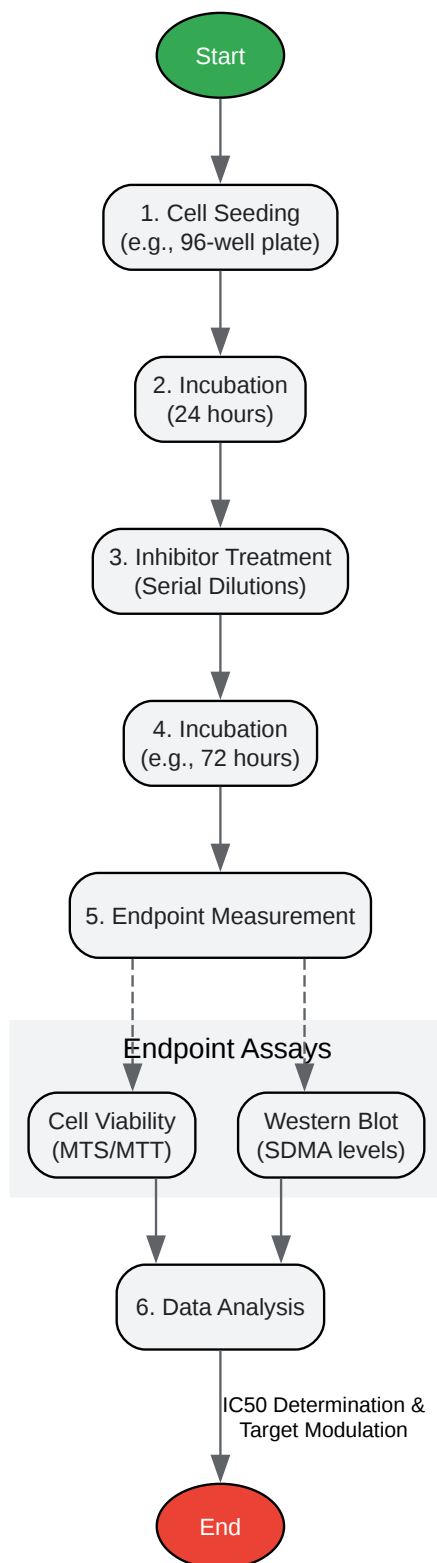 Start
1. Cell Seeding
(e.g., 96-well plate)
2. Incubation
(24 hours)
3. Inhibitor Treatment
(Serial Dilutions)
4. Incubation
(e.g., 72 hours)
5. Endpoint Measurement
Endpoint Assays
Cell Viability
(MTS/MTT)
Western Blot
(SDMA levels)
6. Data Analysis
IC50 Determination &
Target Modulation
End